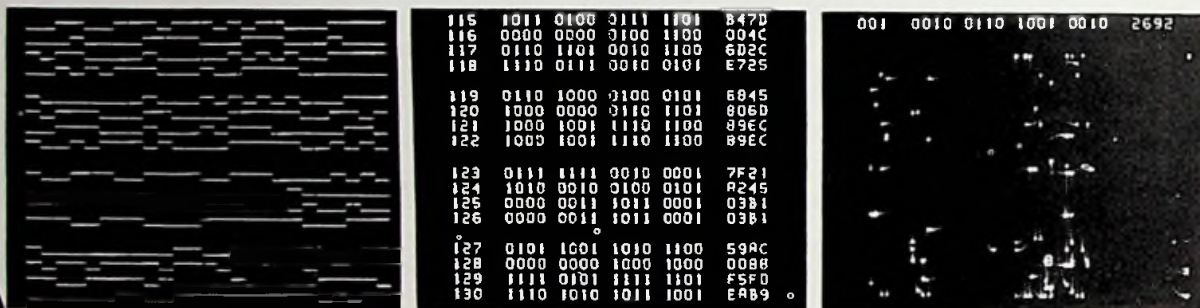 115 1011 0100 0111 1101 B47D
116 0000 0000 0100 1100 004C
117 0110 1101 0010 1100 6D2C
118 1110 0111 0010 0101 E725
119 0110 1000 0100 0101 6845
120 1000 0000 0110 1101 806D
121 1000 1001 1110 1100 89EC
122 1000 1001 1110 1100 89EC
123 0111 1111 0010 0001 7F21
124 1010 0010 0100 0101 A245
125 0000 0011 1011 0001 03B1
126 0000 0011 1011 0001 03B1
127 0101 1001 1010 1100 59AC
128 0000 0000 1000 1000 0088
129 1111 0101 1111 1101 F5FD
130 1110 1010 1011 1001 EAB9
001 0010 0110 1001 0010 2692